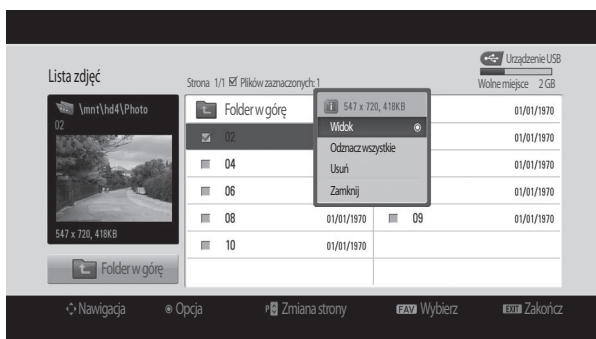 Urządzenie USB
Lista zdjęć
Strona 1/1 ☑ Plików zaznaczonych: 1
Wolne miejsce 2 GB
\mnt\hd4\Photo
02
547 x 720, 418KB
Folder w górę
Folder w górę
547 x 720, 418KB
01/01/1970
02
Widok
01/01/1970
Odznacz wszystkie
04
Usuń
01/01/1970
06
Zamknij
01/01/1970
08
01/01/1970
09
01/01/1970
10
01/01/1970
Nawigacja
Opcja
P Zmiana strony
FAV Wybierz
EXIT Zakończ